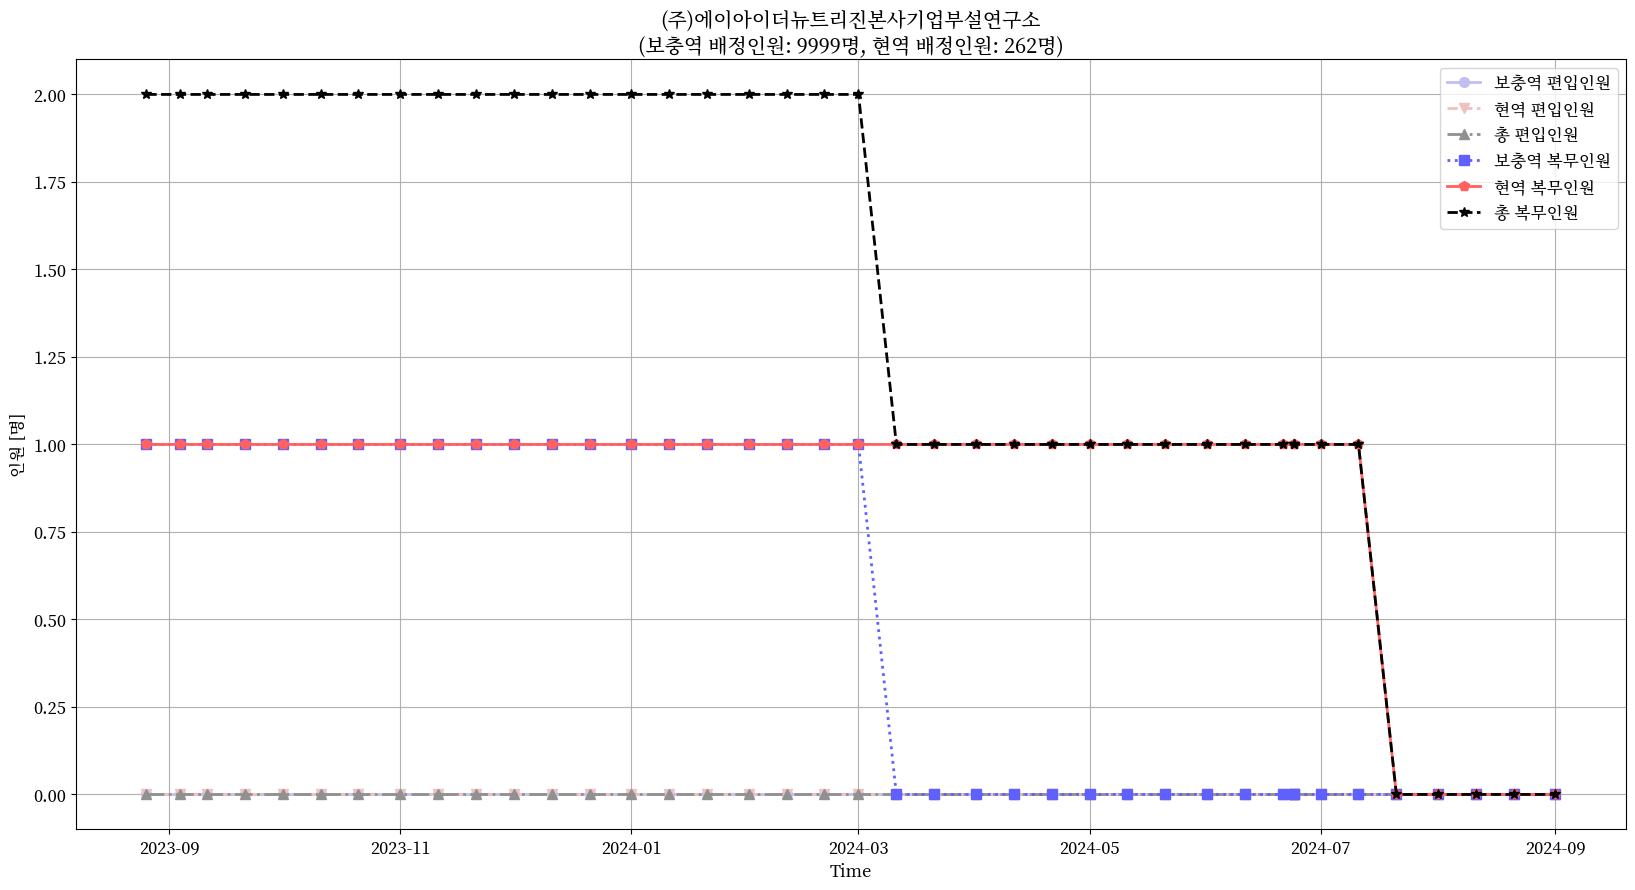 (주)에이아이더뉴트리진본사기업부설연구소
(보충역 배정인원: 9999명, 현역 배정인원: 262명)
보충역 편입인원
현역 편입인원
총 편입인원
보충역 복무인원
현역 복무인원
총 복무인원
2.00
1.75
1.50
1.25
1.00
0.75
0.50
0.25
0.00
인원 [명]
2023-09 2023-11 2024-01 2024-03 2024-05 2024-07 2024-09
Time